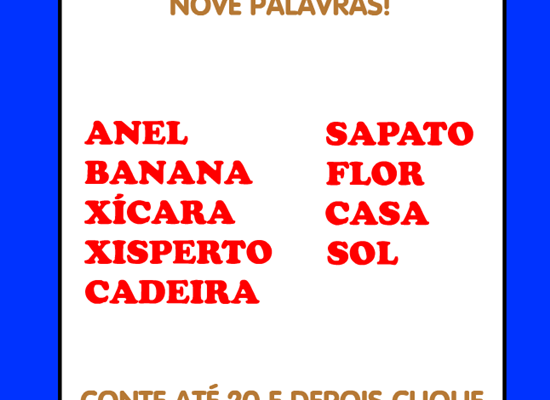 NOVE PALAVRAS!
ANEL
BANANA
XÍCARA
XISPERTO
CADEIRA
SAPATO
FLOR
CASA
SOL
CONTE ATÉ 20 E DEPOIS CLIQUE